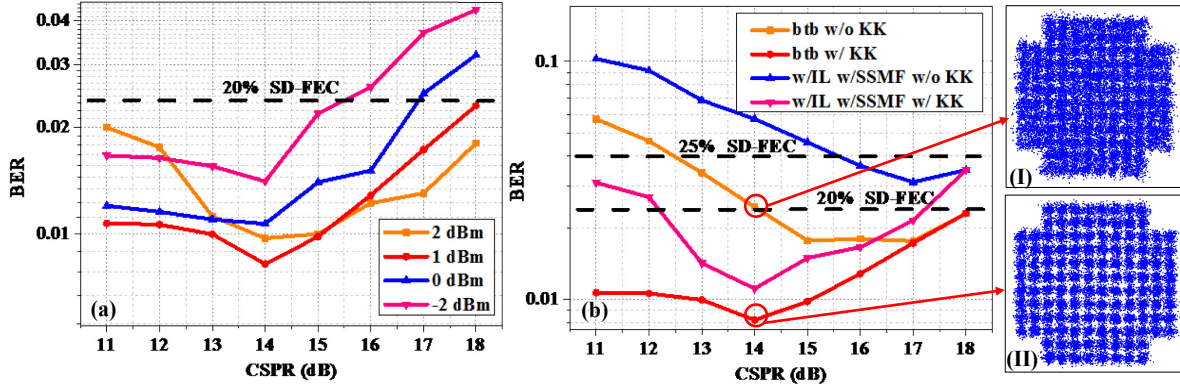 0.04
0.03
0.02
0.01
BER
20% SD-FEC
(a)
2 dBm
1 dBm
0 dBm
-2 dBm
11 12 13 14 15 16 17 18
CSPR (dB)
0.1
0.01
BER
btb w/o KK
btb w/ KK
w/IL w/SSMF w/o KK
w/IL w/SSMF w/ KK
25% SD-FEC
20% SD-FEC
(b)
11 12 13 14 15 16 17 18
CSPR (dB)
(I)
(II)